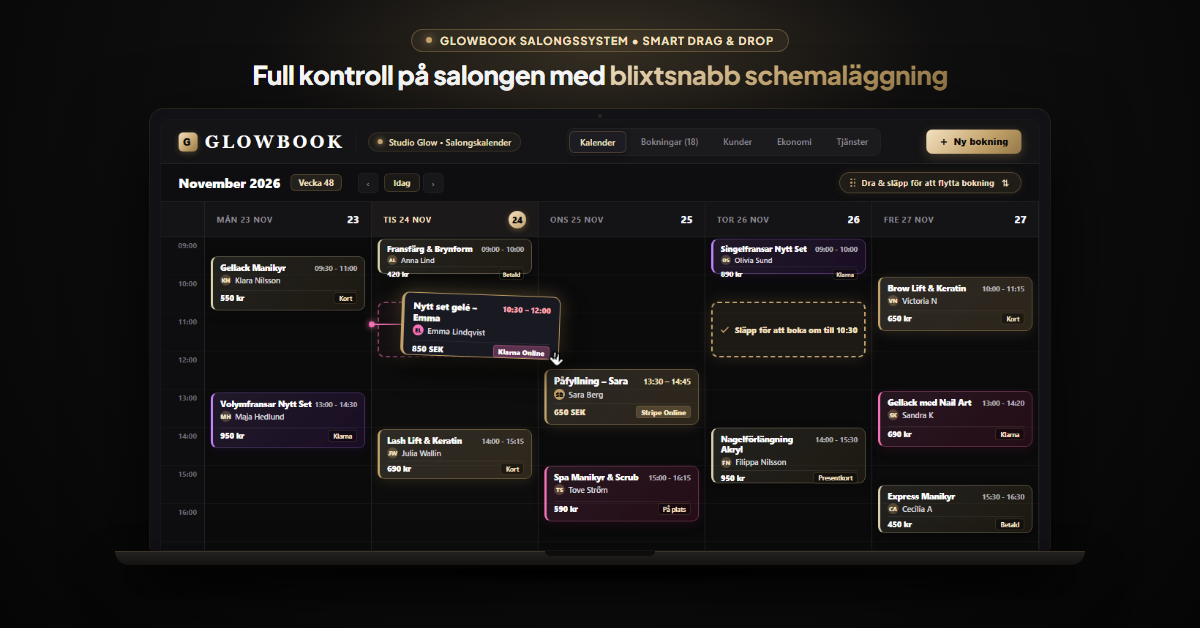 GLOWBOOK SALONGSSYSTEM • SMART DRAG & DROP
Full kontroll på salongen med blixtsnabb schemaläggning
G GLOWBOOK
Studio Glow • Salongskalender
Kalender
Bokningar (18)
Kunder
Ekonomi
Tjänster
+ Ny bokning
November 2026
Vecka 48
‹
Idag
›
Dra & släpp för att flytta bokning ⇅
MÅN 23 NOV 23
TIS 24 NOV 24
ONS 25 NOV 25
TOR 26 NOV 26
FRE 27 NOV 27
09:00
10:00
11:00
12:00
13:00
14:00
15:00
16:00
Gellack Manikyr 09:30 - 11:00
KN Klara Nilsson
550 kr Kort
Volymfransar Nytt Set 13:00 - 14:30
MH Maja Hedlund
950 kr Klarna
Fransfärg & Brynform 09:00 - 10:00
AL Anna Lind
420 kr Betald
Nytt set gelé – 10:30 – 12:00
Emma
EL Emma Lindqvist
850 SEK Klarna Online
Lash Lift & Keratin 14:00 - 15:15
JW Julia Wallin
690 kr Kort
Påfyllning – Sara 13:30 – 14:45
SB Sara Berg
650 SEK Stripe Online
Spa Manikyr & Scrub 15:00 - 16:15
TS Tove Ström
590 kr På plats
Singelfransar Nytt Set 09:00 - 10:00
OS Olivia Sund
890 kr Klarna
✓ Släpp för att boka om till 10:30
Nagelförlängning 14:00 - 15:30
Akryl
FN Filippa Nilsson
950 kr Presentkort
Brow Lift & Keratin 10:00 - 11:15
VN Victoria N
650 kr Kort
Gellack med Nail Art 13:00 - 14:20
SK Sandra K
690 kr Klarna
Express Manikyr 15:30 - 16:30
CA Cecilia A
450 kr Betald